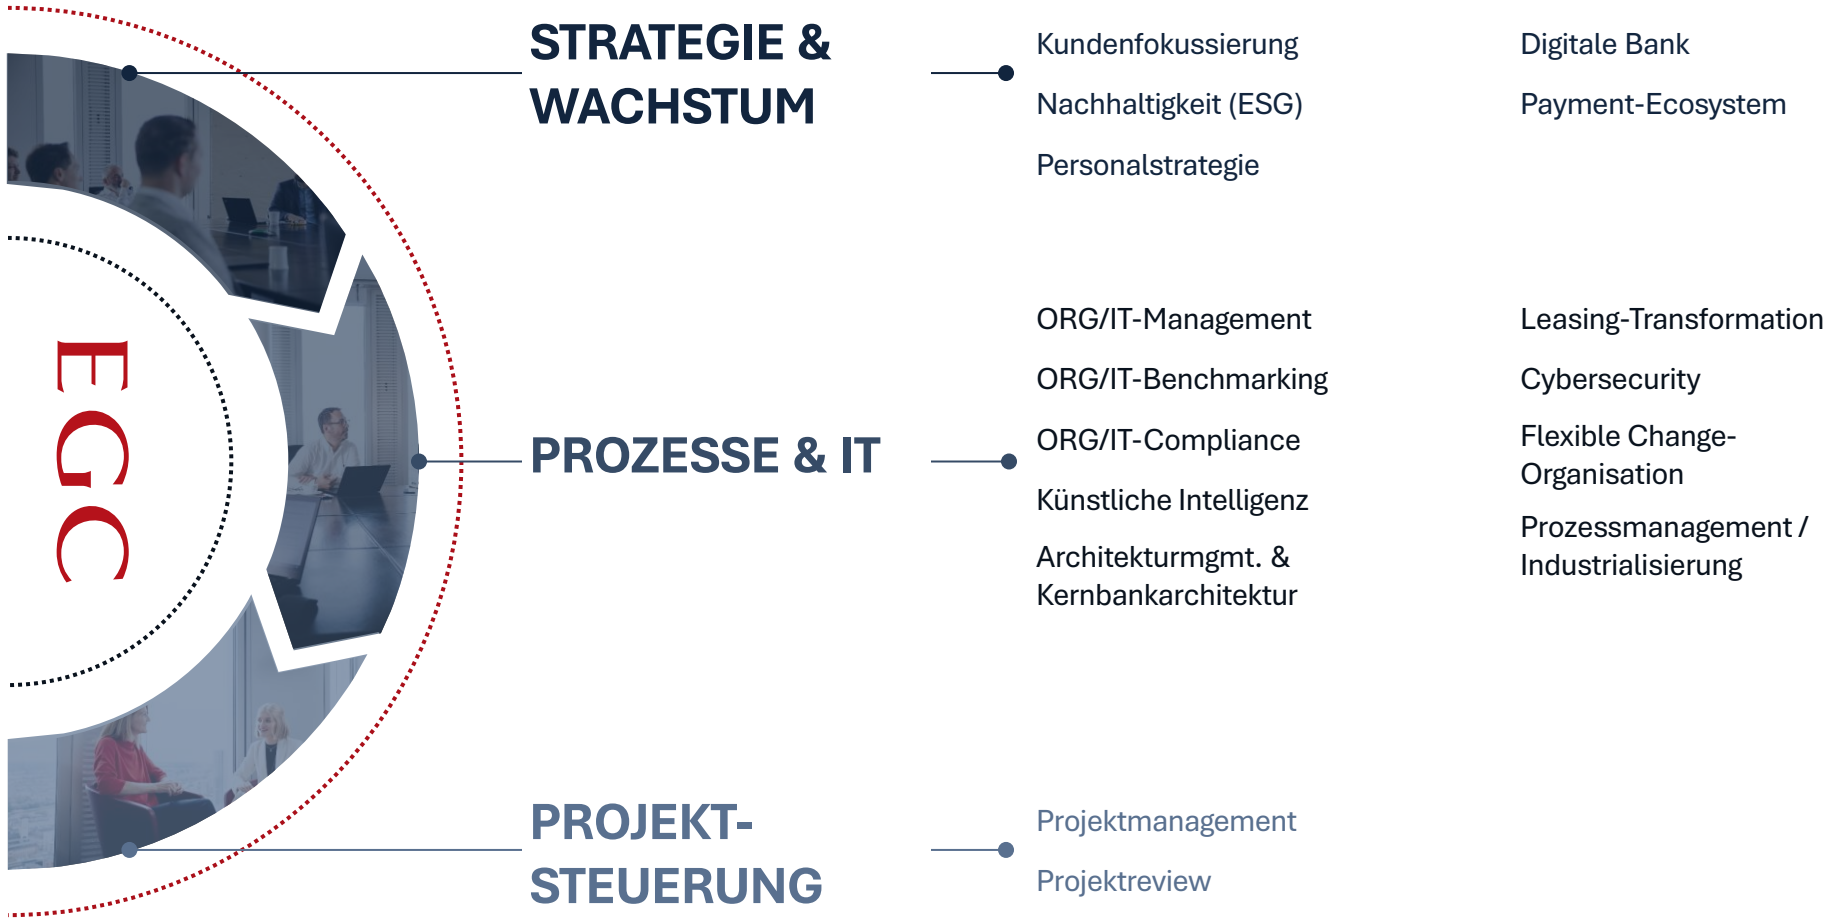 EGC
STRATEGIE &
WACHSTUM
Kundenfokussierung
Nachhaltigkeit (ESG)
Personalstrategie
Digitale Bank
Payment-Ecosystem
PROZESSE & IT
ORG/IT-Management
ORG/IT-Benchmarking
ORG/IT-Compliance
Künstliche Intelligenz
Architekturmgmt. &
Kernbankarchitektur
Leasing-Transformation
Cybersecurity
Flexible Change-
Organisation
Prozessmanagement /
Industrialisierung
PROJEKT-
STEUERUNG
Projektmanagement
Projektreview